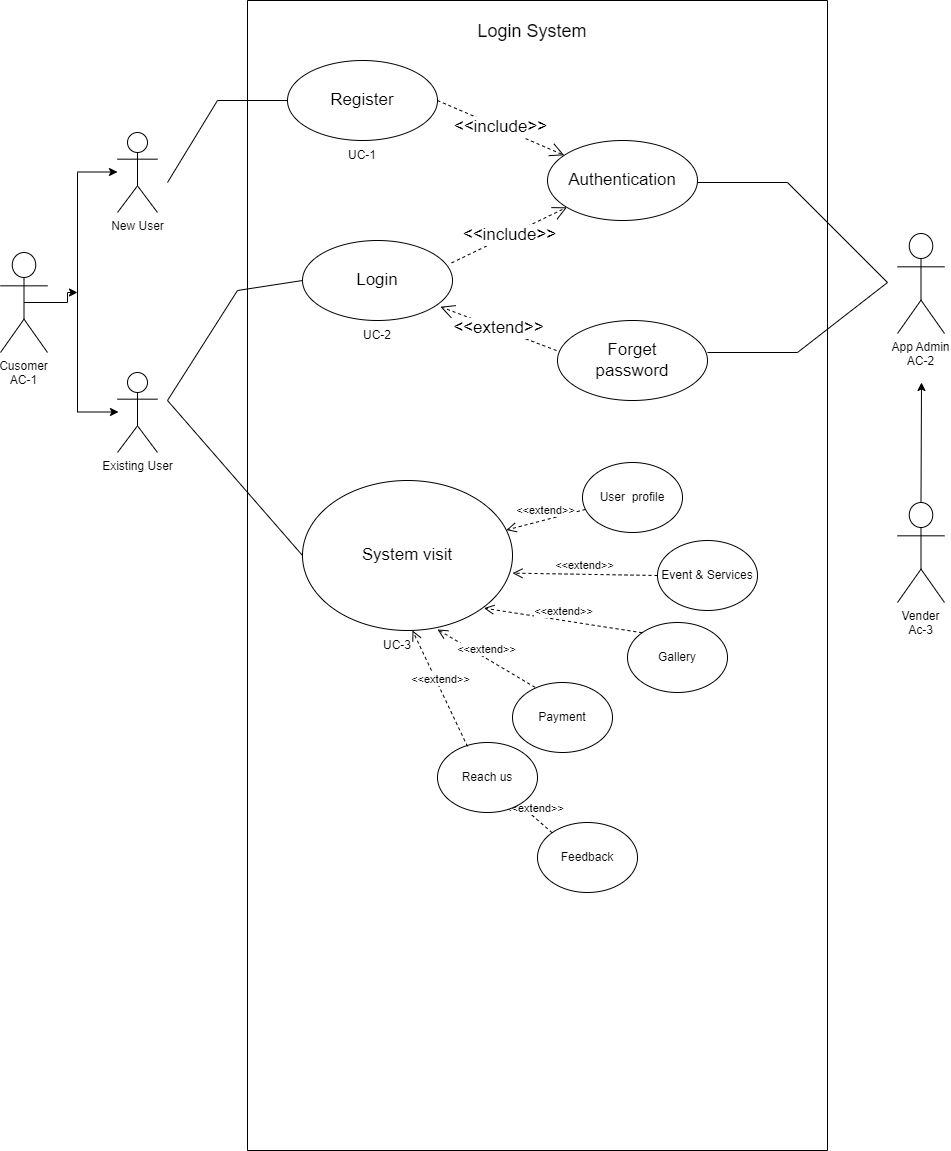 Login System
Register
<<include>>
UC-1
Authentication
New User
<<include>>
Login
<<extend>>
UC-2
Forget
password
App Admin
AC-2
Cusomer
AC-1
Existing User
User profile
<<extend>>
System visit
<<extend>>
Event & Services
<<extend>>
Vender
Ac-3
UC-3
<<extend>>
Gallery
<<extend>>
Payment
Reach us
<<extend>>
Feedback